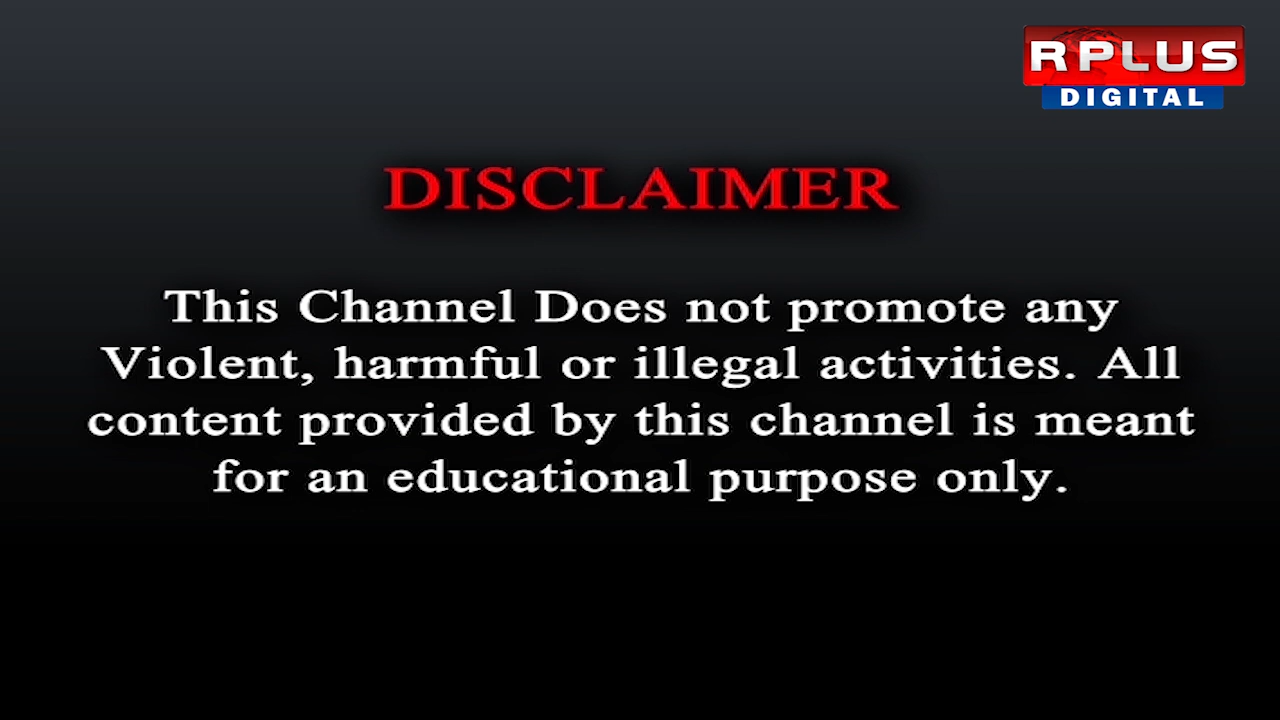 RPLUS
DIGITAL
DISCLAIMER
This Channel Does not promote any
Violent, harmful or illegal activities. All
content provided by this channel is meant
for an educational purpose only.